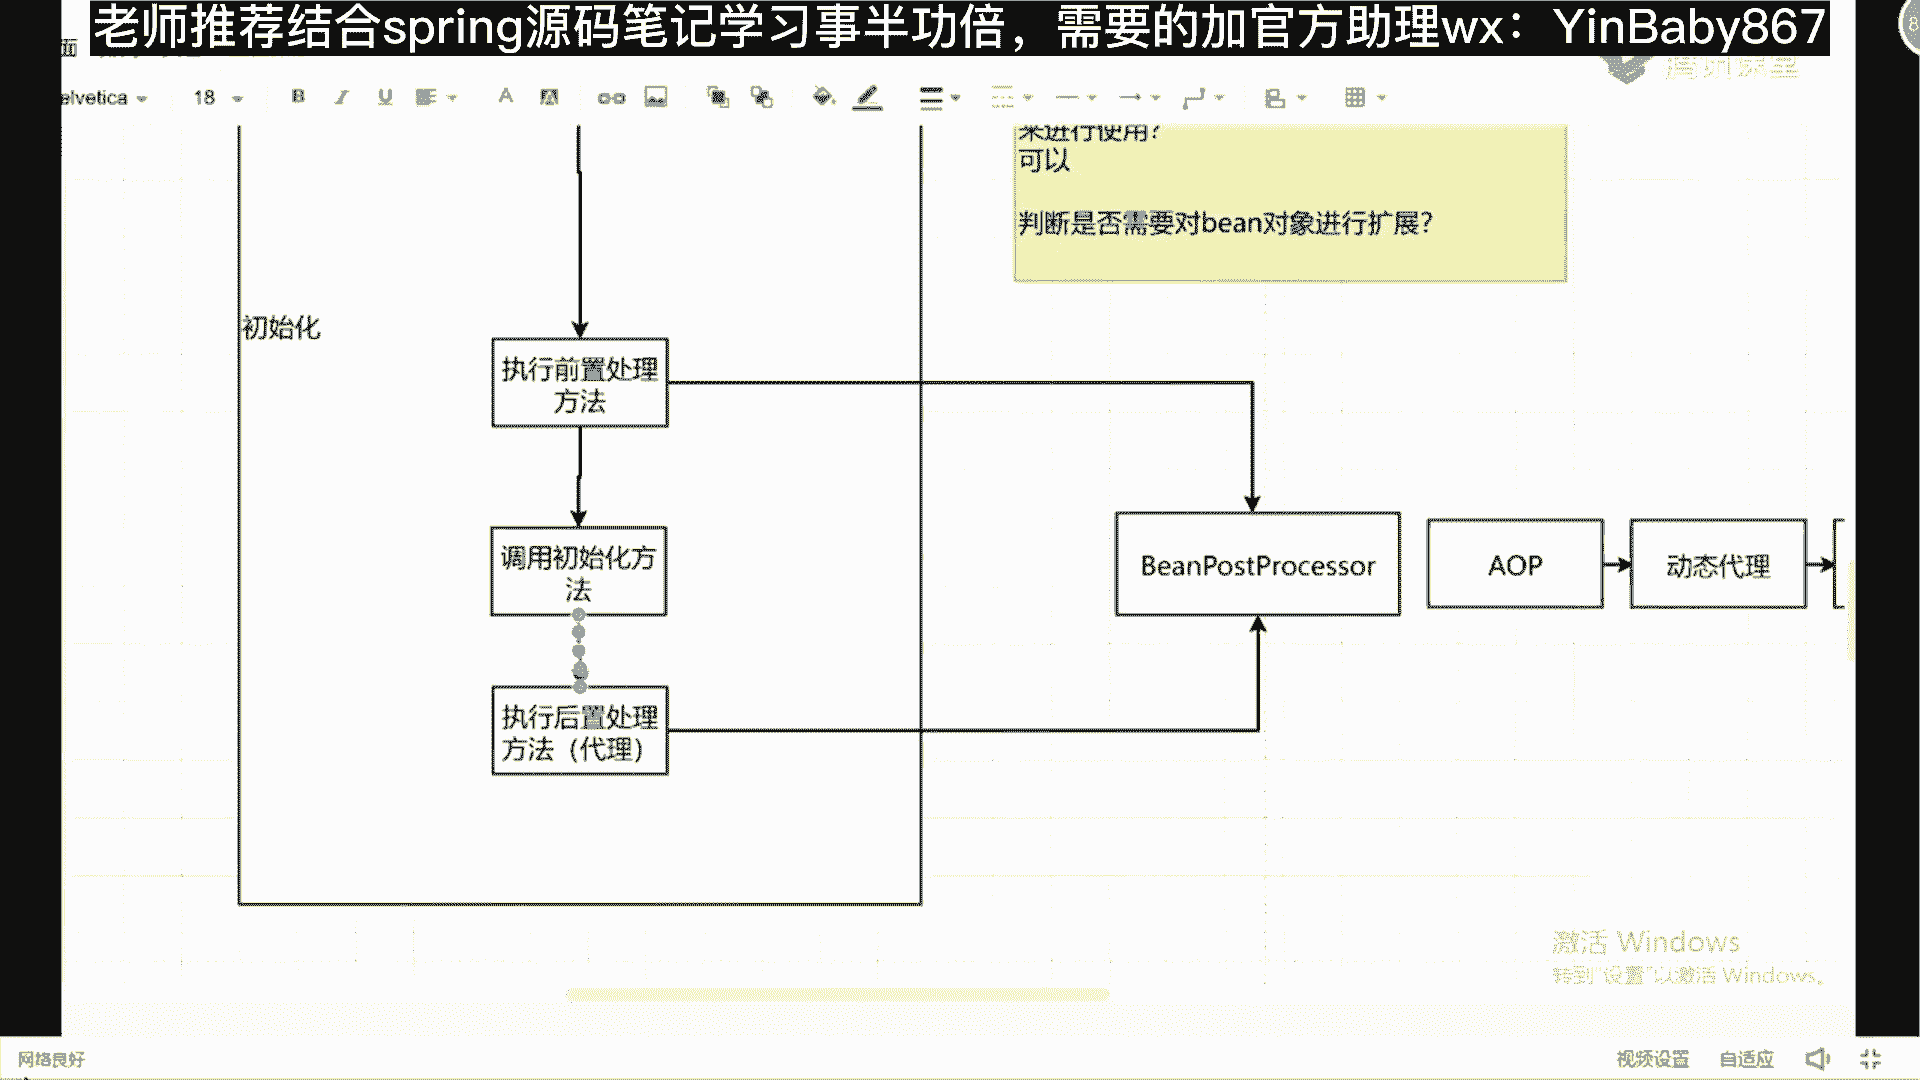 老师推荐结合spring源码笔记学习事半功倍，需要的加官方助理wx：YinBaby867
面
elvetica
18
B
I
U
A
A
来进行使用?
可以
判断是否需要对bean对象进行扩展?
初始化
执行前置处理
方法
调用初始化方
法
BeanPostProcessor
AOP
动态代理
执行后置处理
方法（代理）
激活 Windows
转到"设置"以激活 Windows。
网络良好
视频设置
自适应
8